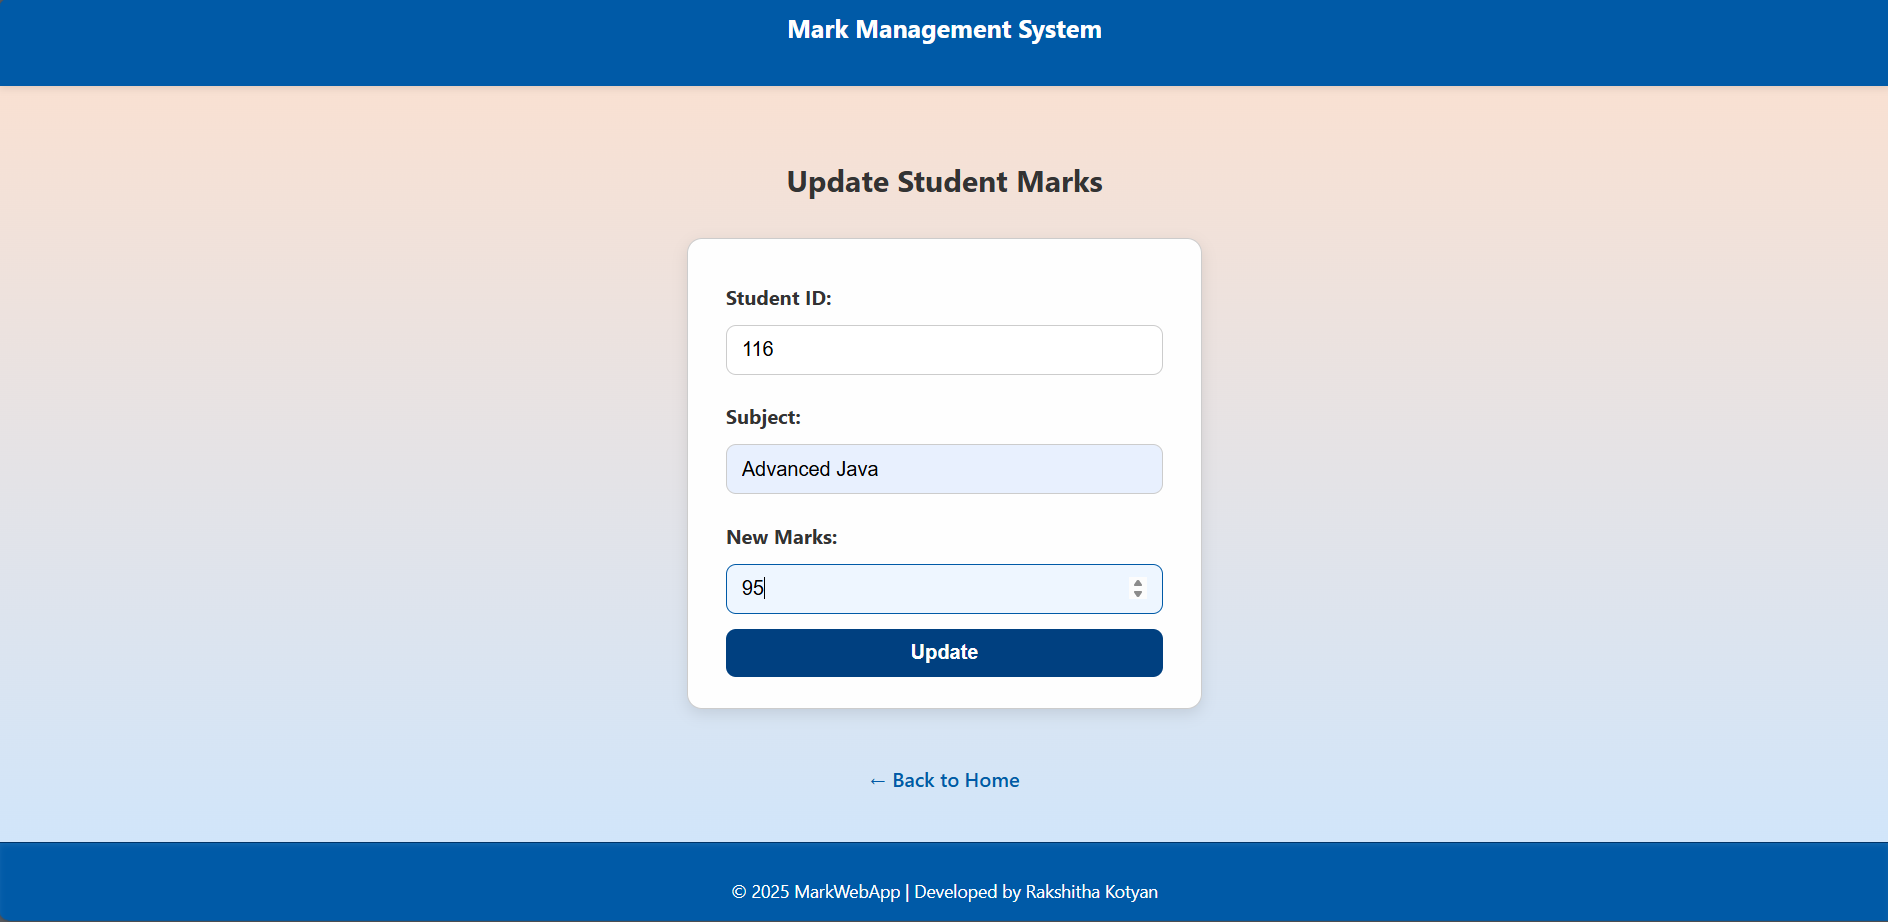 Mark Management System
Update Student Marks
Student ID:
116
Subject:
Advanced Java
New Marks:
95
Update
← Back to Home
© 2025 MarkWebApp | Developed by Rakshitha Kotyan